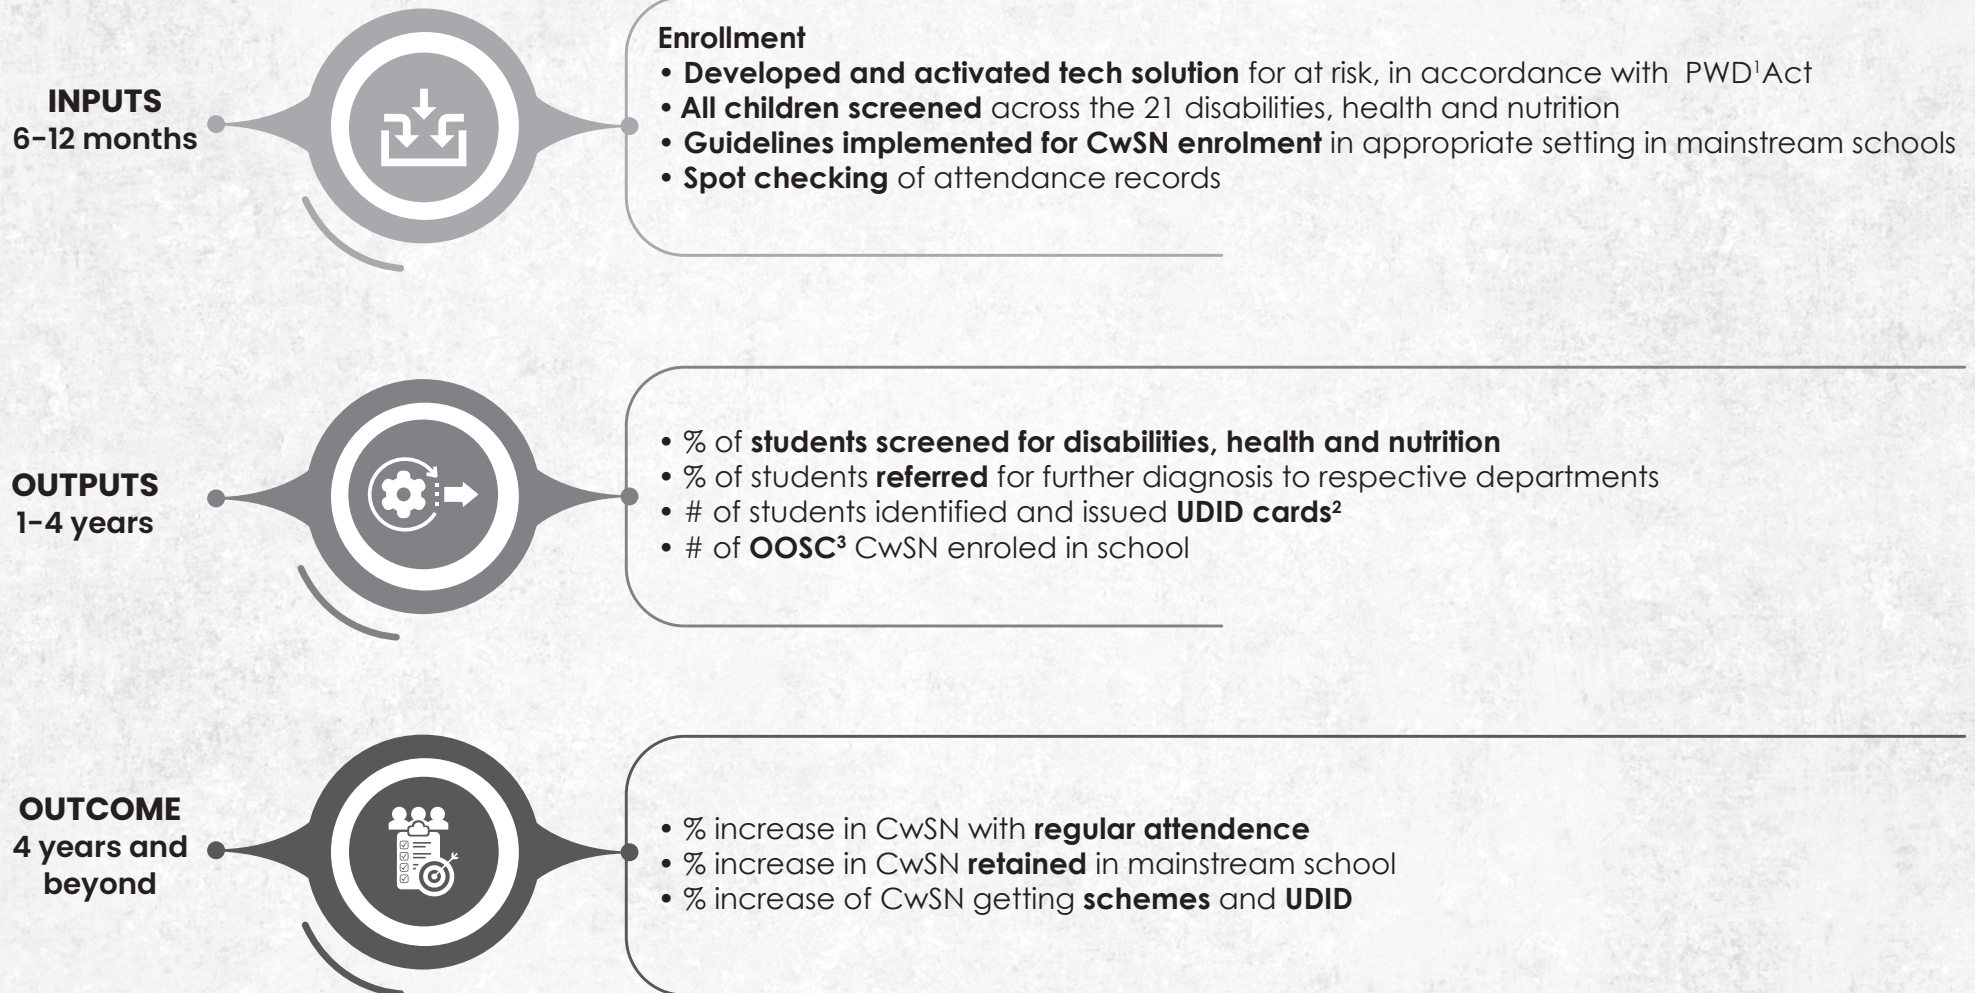 INPUTS
6-12 months
Enrollment
• Developed and activated tech solution for at risk, in accordance with PWD¹Act
• All children screened across the 21 disabilities, health and nutrition
• Guidelines implemented for CwSN enrolment in appropriate setting in mainstream schools
• Spot checking of attendance records
OUTPUTS
1-4 years
• % of students screened for disabilities, health and nutrition
• % of students referred for further diagnosis to respective departments
• # of students identified and issued UDID cards²
• # of OOSC³ CwSN enroled in school
OUTCOME
4 years and
beyond
• % increase in CwSN with regular attendence
• % increase in CwSN retained in mainstream school
• % increase of CwSN getting schemes and UDID